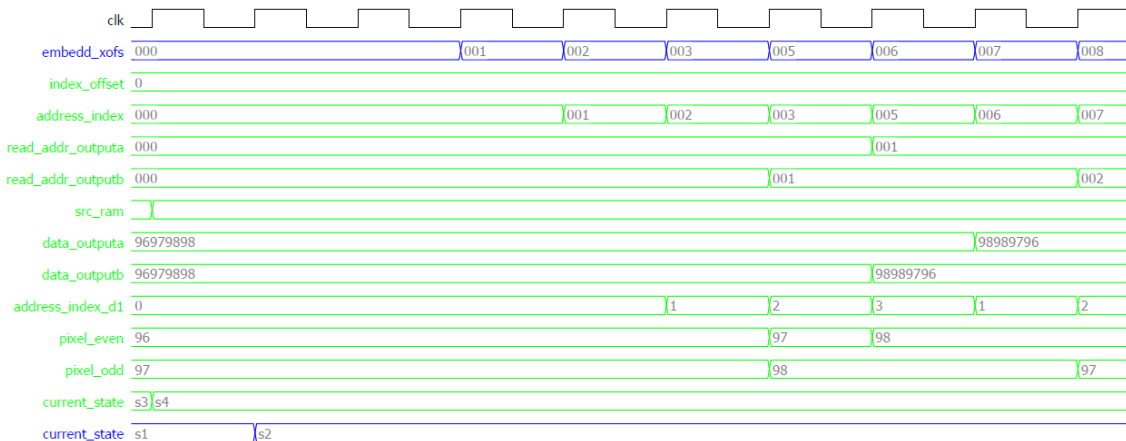 clk
embedd_xofs 000 001 002 003 005 006 007 008
index_offset 0
address_index 000 001 002 003 005 006 007
read_addr_outputa 000 001
read_addr_outputb 000 001 002
src_ram
data_outputa 96979898 98989796
data_outputb 96979898 98989796
address_index_d1 0 1 2 3 1 2
pixel_even 96 97 98
pixel_odd 97 98 97
current_state s3 s4
current_state s1 s2